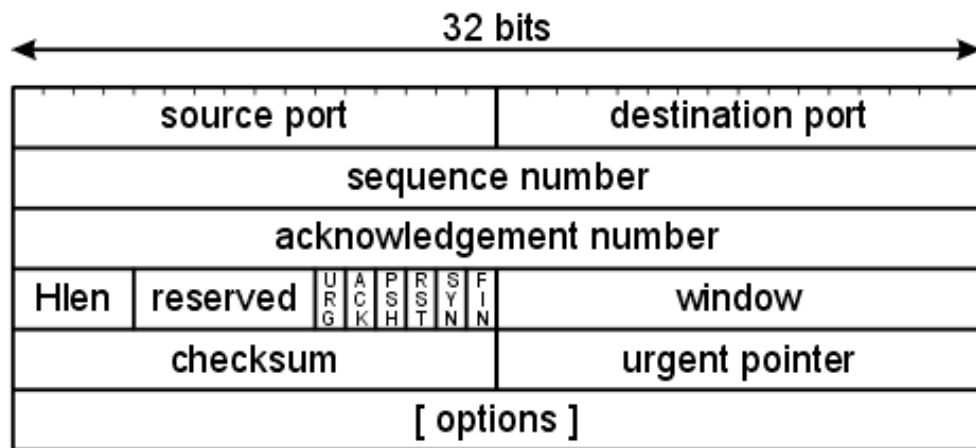 32 bits
source port destination port
sequence number
acknowledgement number
Hlen reserved URG ACK PSH RST SYN FIN window
checksum urgent pointer
[ options ]